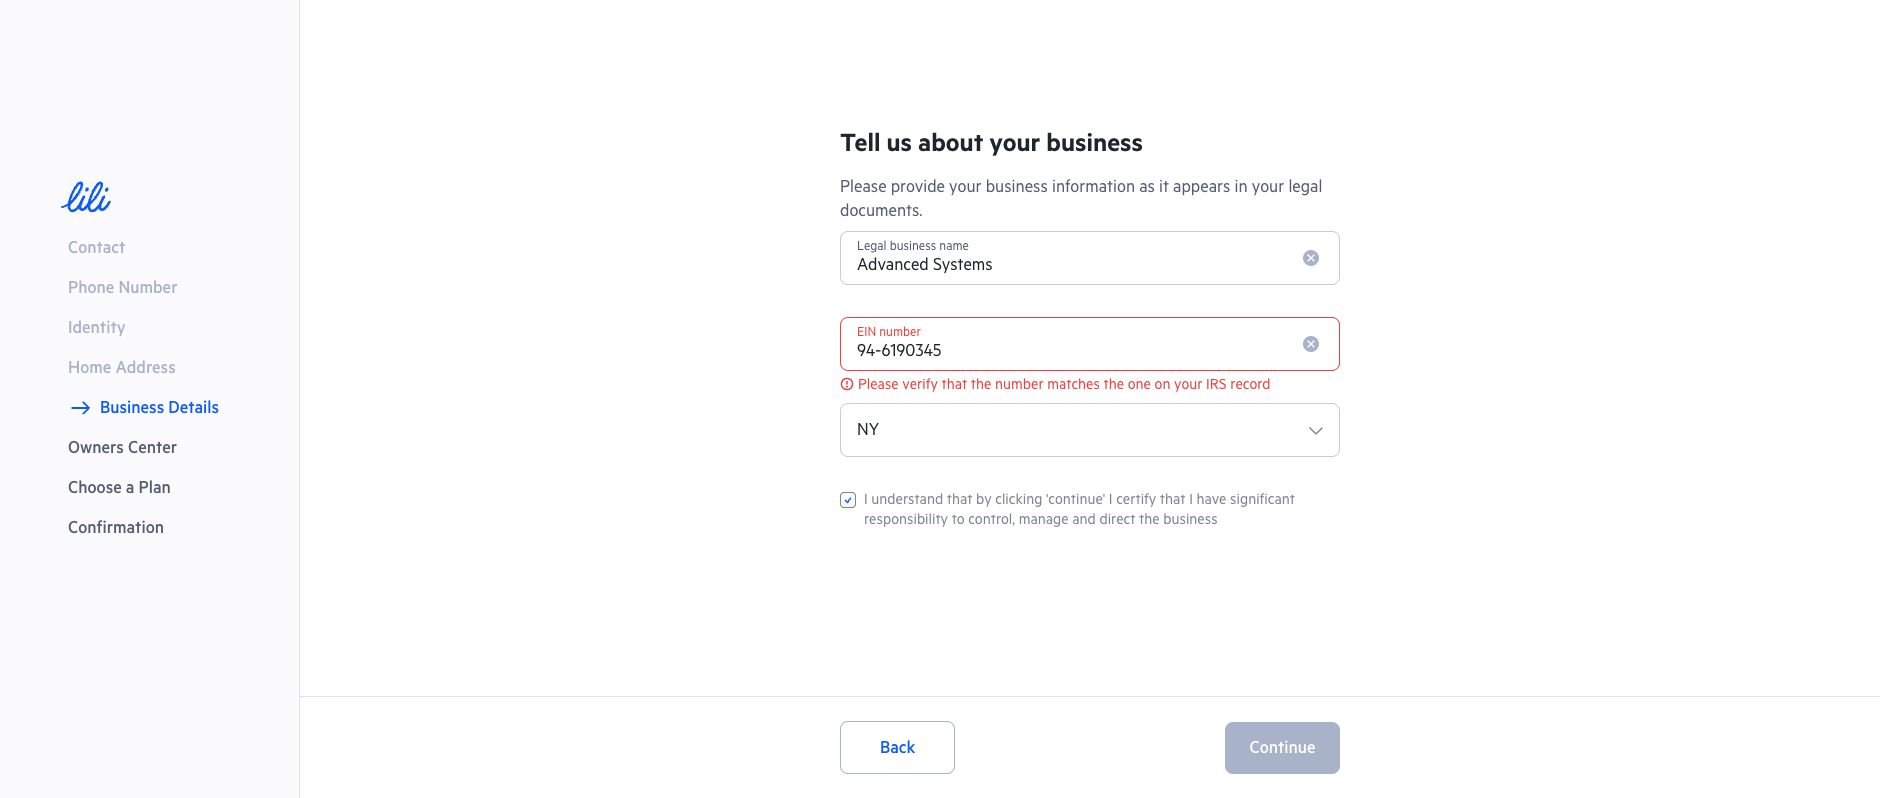 lili
Contact
Phone Number
Identity
Home Address
Business Details
Owners Center
Choose a Plan
Confirmation
Tell us about your business
Please provide your business information as it appears in your legal
documents.
Legal business name
Advanced Systems
EIN number
94-6190345
Please verify that the number matches the one on your IRS record
NY
I understand that by clicking 'continue' I certify that I have significant
responsibility to control, manage and direct the business
Back
Continue